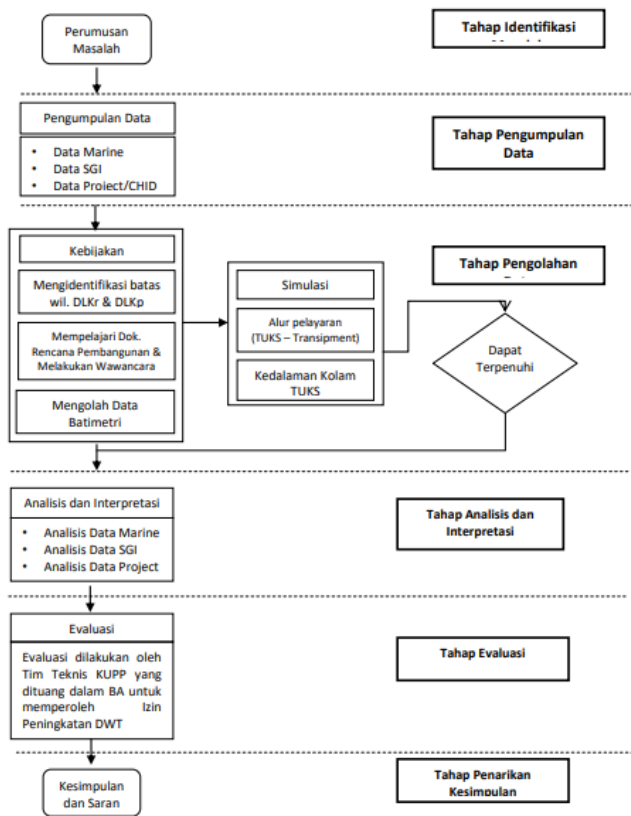 Perumusan
Masalah
Tahap Identifikasi
Pengumpulan Data
• Data Marine
• Data SGI
• Data Project/CHID
Tahap Pengumpulan
Data
Kebijakan
Mengidentifikasi batas
wil. DLKr & DLKp
Mempelajari Dok.
Rencana Pembangunan &
Melakukan Wawancara
Mengolah Data
Batimetri
Simulasi
Alur pelayaran
(TUKS – Transipment)
Kedalaman Kolam
TUKS
Tahap Pengolahan
Dapat
Terpenuhi
Analisis dan Interpretasi
• Analisis Data Marine
• Analisis Data SGI
• Analisis Data Project
Tahap Analisis dan
Interpretasi
Evaluasi
Evaluasi dilakukan oleh
Tim Teknis KUPP yang
dituang dalam BA untuk
memperoleh Izin
Peningkatan DWT
Tahap Evaluasi
Kesimpulan
dan Saran
Tahap Penarikan
Kesimpulan